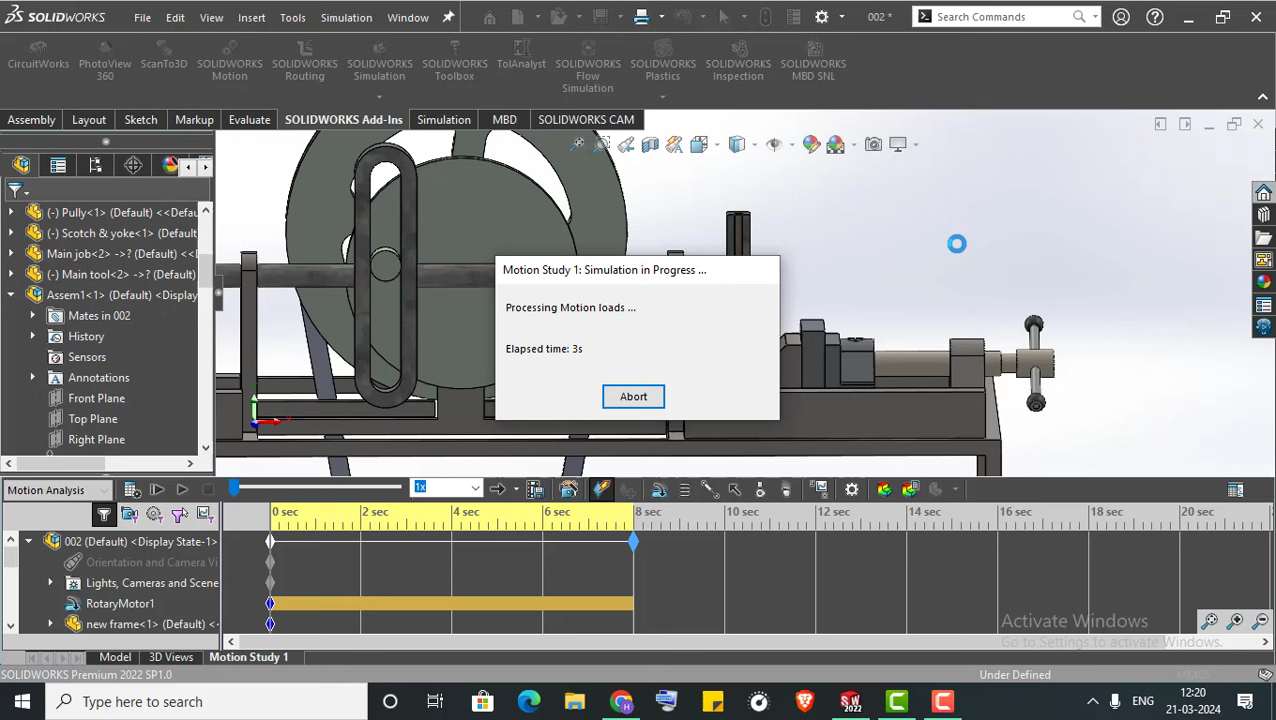 SOLIDWORKS File Edit View Insert Tools Simulation Window 002 * Search Commands
CircuitWorks PhotoView 360 ScanTo3D SOLIDWORKS Motion SOLIDWORKS Routing SOLIDWORKS Simulation SOLIDWORKS Toolbox TolAnalyst SOLIDWORKS Flow Simulation SOLIDWORKS Plastics SOLIDWORKS Inspection SOLIDWORKS MBD SNL
Assembly Layout Sketch Markup Evaluate SOLIDWORKS Add-Ins Simulation MBD SOLIDWORKS CAM
(-) Pully<1> (Default) <<Defau
(-) Scotch & yoke<1> (Default)
Main job<2> ->? (Default) <<De
(-) Main tool<2> ->? (Default)
Assem1<1> (Default) <Display
Mates in 002
History
Sensors
Annotations
Front Plane
Top Plane
Right Plane
Motion Study 1: Simulation in Progress ...
Processing Motion loads ...
Elapsed time: 3s
Abort
Motion Analysis 1x
0 sec 2 sec 4 sec 6 sec 8 sec 10 sec 12 sec 14 sec 16 sec 18 sec 20 sec
002 (Default) <Display State-1>
Orientation and Camera Vi
Lights, Cameras and Scene
RotaryMotor1
new frame<1> (Default) <
Activate Windows
Go to Settings to activate Windows.
Model 3D Views Motion Study 1
SOLIDWORKS Premium 2022 SP1.0 Under Defined
Type here to search SW 2022 ENG 12:20
21-03-2024